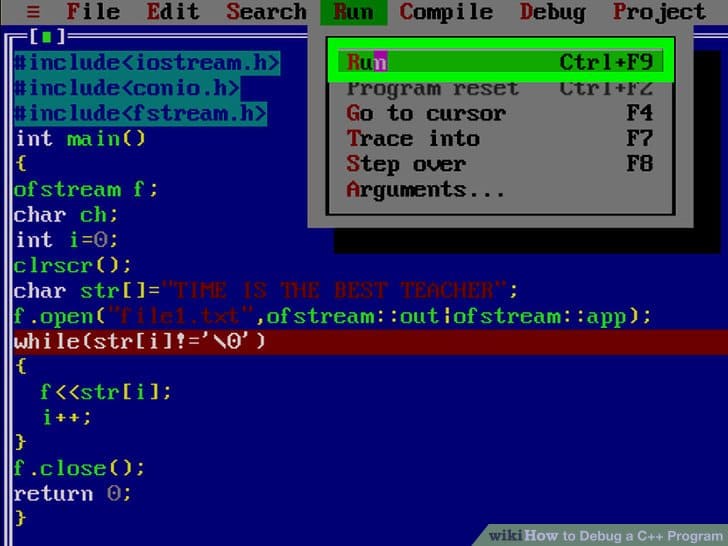 ≡ File Edit Search Run Compile Debug Project
[■]
Run Ctrl+F9
Program reset Ctrl+F2
Go to cursor F4
Trace into F7
Step over F8
Arguments...
#include<iostream.h>
#include<conio.h>
#include<fstream.h>
int main()
{
ofstream f;
char ch;
int i=0;
clrscr();
char str[]="TIME IS THE BEST TEACHER";
f.open("file1.txt",ofstream::out|ofstream::app);
while(str[i]!='\0')
{
f<<str[i];
i++;
}
f.close();
return 0;
}
wikiHow to Debug a C++ Program